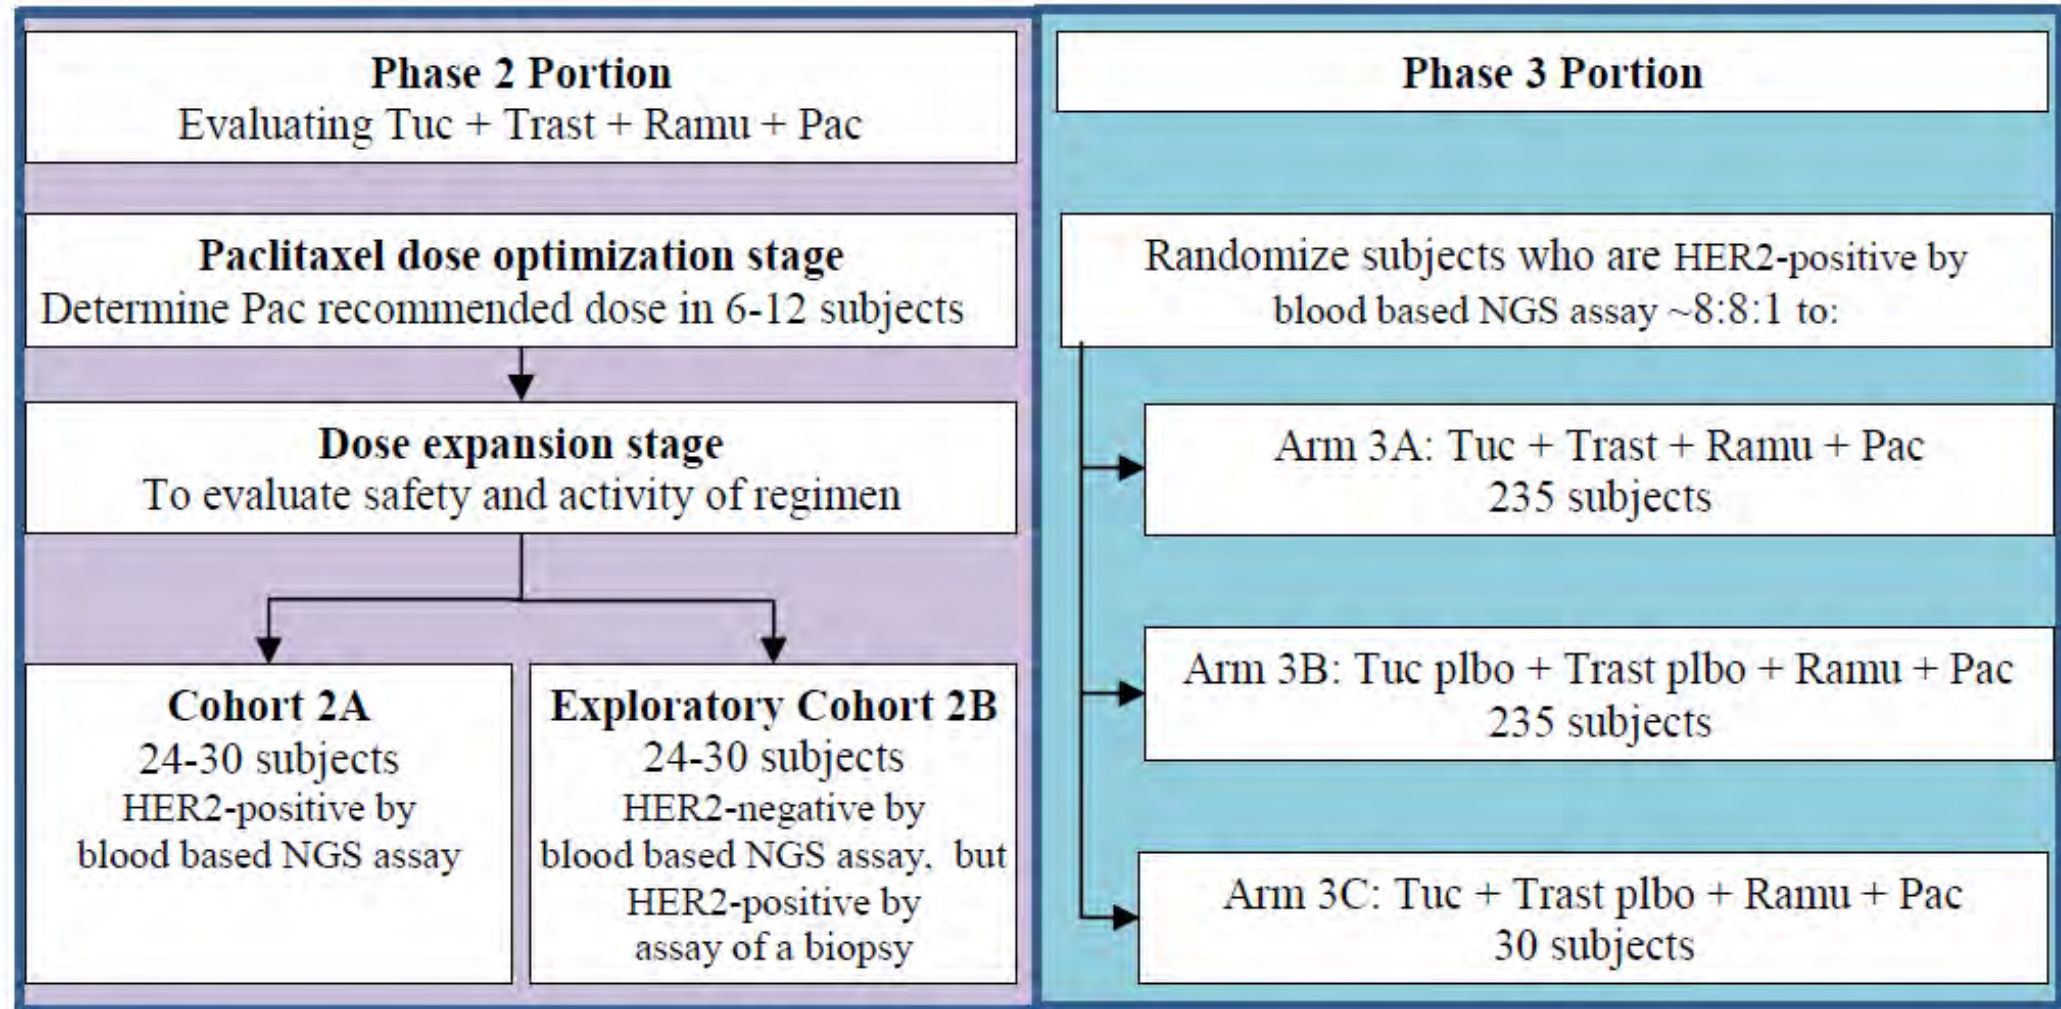 Phase 2 Portion
Evaluating Tuc + Trast + Ramu + Pac
Paclitaxel dose optimization stage
Determine Pac recommended dose in 6-12 subjects
Dose expansion stage
To evaluate safety and activity of regimen
Cohort 2A
24-30 subjects
HER2-positive by
blood based NGS assay
Exploratory Cohort 2B
24-30 subjects
HER2-negative by
blood based NGS assay, but
HER2-positive by
assay of a biopsy
Phase 3 Portion
Randomize subjects who are HER2-positive by
blood based NGS assay ~8:8:1 to:
Arm 3A: Tuc + Trast + Ramu + Pac
235 subjects
Arm 3B: Tuc plbo + Trast plbo + Ramu + Pac
235 subjects
Arm 3C: Tuc + Trast plbo + Ramu + Pac
30 subjects